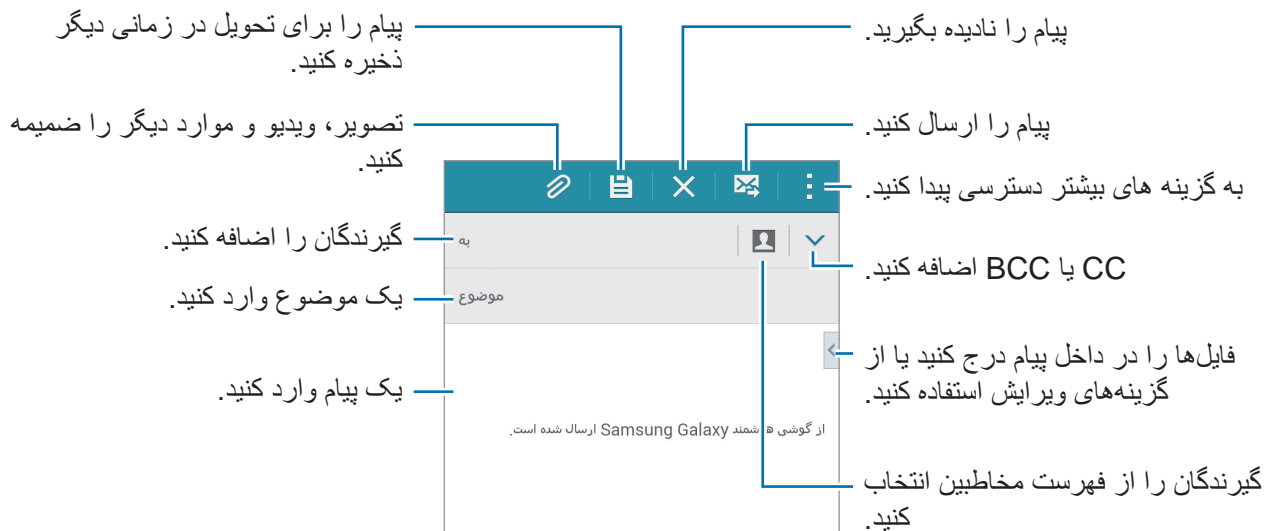 پیام را برای تحویل در زمانی دیگر
ذخیره کنید.
پیام را نادیده بگیرید.
تصویر، ویدیو و موارد دیگر را ضمیمه
کنید.
پیام را ارسال کنید.
به گزینه های بیشتر دسترسی پیدا کنید.
گیرندگان را اضافه کنید.
به
CC یا BCC اضافه کنید.
یک موضوع وارد کنید.
موضوع
فایل‌ها را در داخل پیام درج کنید یا از
گزینه‌های ویرایش استفاده کنید.
یک پیام وارد کنید.
از گوشی هوشمند Samsung Galaxy ارسال شده است.
گیرندگان را از فهرست مخاطبین انتخاب
کنید.